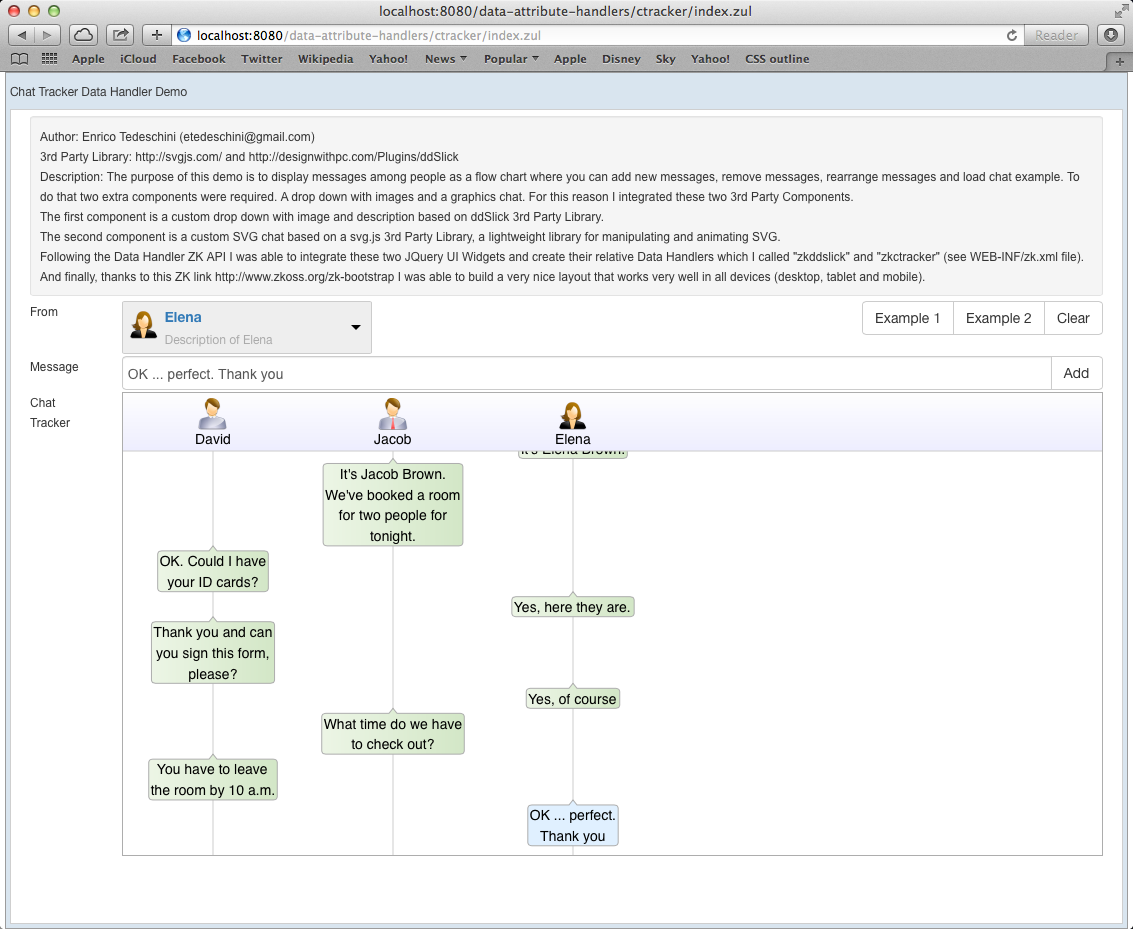 localhost:8080/data-attribute-handlers/ctracker/index.zul
localhost:8080/data-attribute-handlers/ctracker/index.zul
Reader
Apple iCloud Facebook Twitter Wikipedia Yahoo! News Popular Apple Disney Sky Yahoo! CSS outline
Chat Tracker Data Handler Demo
Author: Enrico Tedeschini (etedeschini@gmail.com)
3rd Party Library: http://svgjs.com/ and http://designwithpc.com/Plugins/ddSlick
Description: The purpose of this demo is to display messages among people as a flow chart where you can add new messages, remove messages, rearrange messages and load chat example. To
do that two extra components were required. A drop down with images and a graphics chat. For this reason I integrated these two 3rd Party Components.
The first component is a custom drop down with image and description based on ddSlick 3rd Party Library.
The second component is a custom SVG chat based on a svg.js 3rd Party Library, a lightweight library for manipulating and animating SVG.
Following the Data Handler ZK API I was able to integrate these two JQuery UI Widgets and create their relative Data Handlers which I called "zkddslick" and "zkctracker" (see WEB-INF/zk.xml file).
And finally, thanks to this ZK link http://www.zkoss.org/zk-bootstrap I was able to build a very nice layout that works very well in all devices (desktop, tablet and mobile).
From
Elena
Description of Elena
Example 1 Example 2 Clear
Message
OK ... perfect. Thank you
Add
Chat
Tracker
David Jacob Elena
It's Elena Brown.
It's Jacob Brown.
We've booked a room
for two people for
tonight.
OK. Could I have
your ID cards?
Yes, here they are.
Thank you and can
you sign this form,
please?
Yes, of course
What time do we have
to check out?
You have to leave
the room by 10 a.m.
OK ... perfect.
Thank you